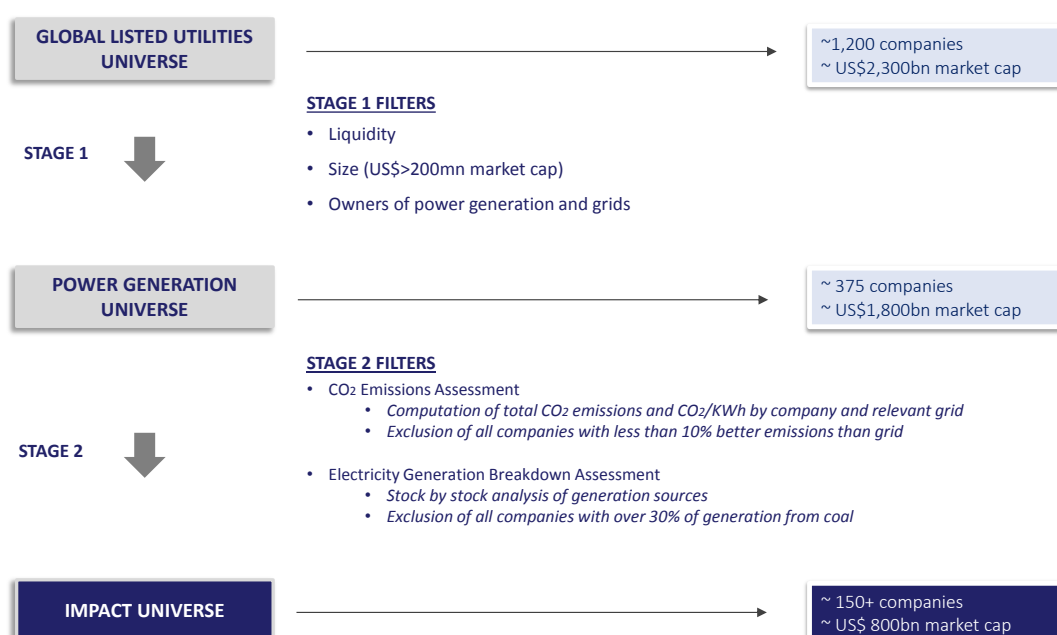 GLOBAL LISTED UTILITIES
UNIVERSE
~1,200 companies
~ US$2,300bn market cap
STAGE 1 FILTERS
• Liquidity
STAGE 1
• Size (US$>200mn market cap)
• Owners of power generation and grids
POWER GENERATION
UNIVERSE
~ 375 companies
~ US$1,800bn market cap
STAGE 2 FILTERS
• CO2 Emissions Assessment
• Computation of total CO2 emissions and CO2/KWh by company and relevant grid
• Exclusion of all companies with less than 10% better emissions than grid
STAGE 2
• Electricity Generation Breakdown Assessment
• Stock by stock analysis of generation sources
• Exclusion of all companies with over 30% of generation from coal
IMPACT UNIVERSE
~ 150+ companies
~ US$ 800bn market cap